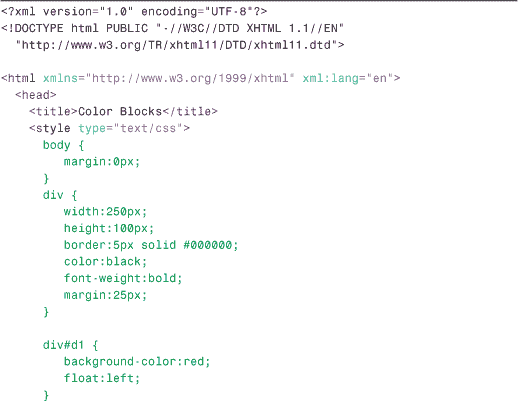 <?xml version="1.0" encoding="UTF-8"?>
<!DOCTYPE html PUBLIC "-//W3C//DTD XHTML 1.1//EN"
"http://www.w3.org/TR/xhtml11/DTD/xhtml11.dtd">
<html xmlns="http://www.w3.org/1999/xhtml" xml:lang="en">
<head>
<title>Color Blocks</title>
<style type="text/css">
body {
margin:0px;
}
div {
width:250px;
height:100px;
border:5px solid #000000;
color:black;
font-weight:bold;
margin:25px;
}
div#d1 {
background-color:red;
float:left;
}